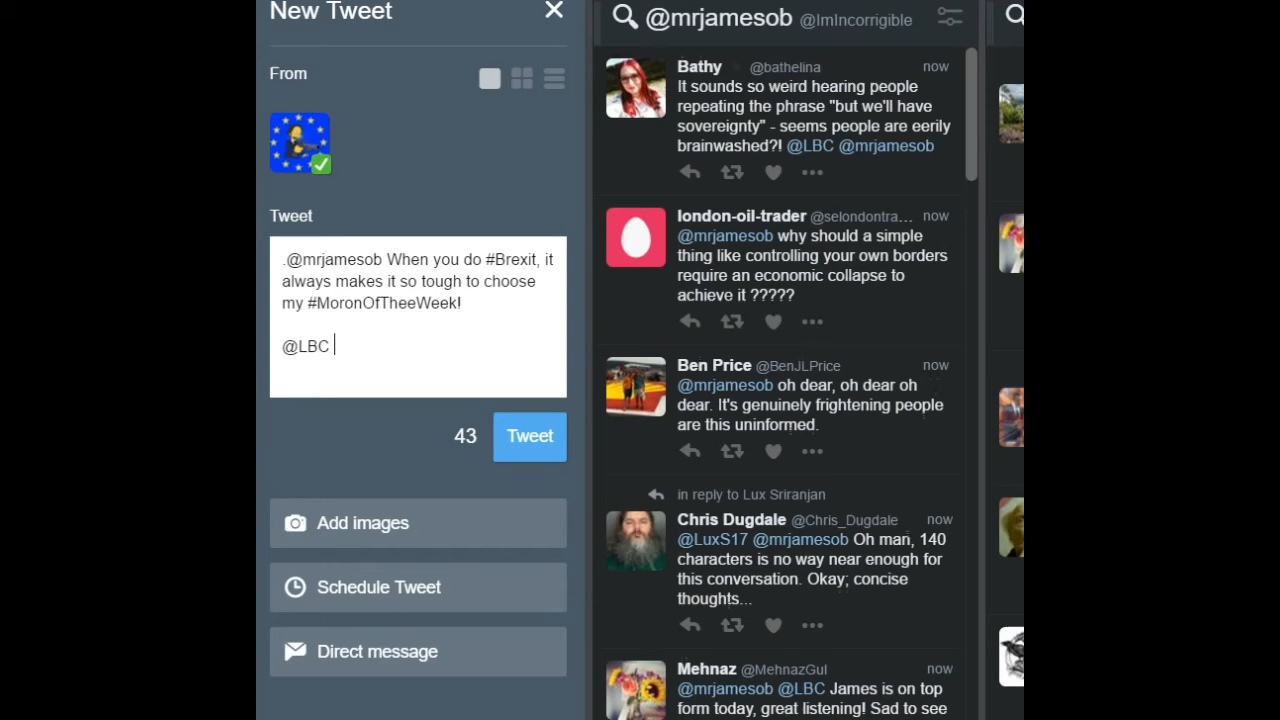 New Tweet
From
Tweet
.@mrjamesob When you do #Brexit, it
always makes it so tough to choose
my #MoronOfTheeWeek!
@LBC
43 Tweet
Add images
Schedule Tweet
Direct message
@mrjamesob @ImIncorrigible
Bathy @bathelina now
It sounds so weird hearing people
repeating the phrase "but we'll have
sovereignty" - seems people are eerily
brainwashed?! @LBC @mrjamesob
london-oil-trader @selondontra... now
@mrjamesob why should a simple
thing like controlling your own borders
require an economic collapse to
achieve it ?????
Ben Price @BenJLPrice now
@mrjamesob oh dear, oh dear oh
dear. It's genuinely frightening people
are this uninformed.
in reply to Lux Sriranjan
Chris Dugdale @Chris_Dugdale now
@LuxS17 @mrjamesob Oh man, 140
characters is no way near enough for
this conversation. Okay; concise
thoughts...
Mehnaz @MehnazGul now
@mrjamesob @LBC James is on top
form today, great listening! Sad to see